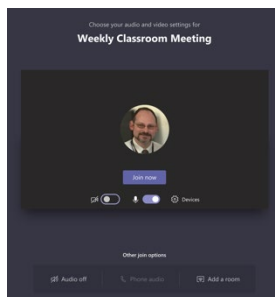 Choose your audio and video settings for
Weekly Classroom Meeting
Join now
Devices
Other join options
Audio off
Phone audio
Add a room